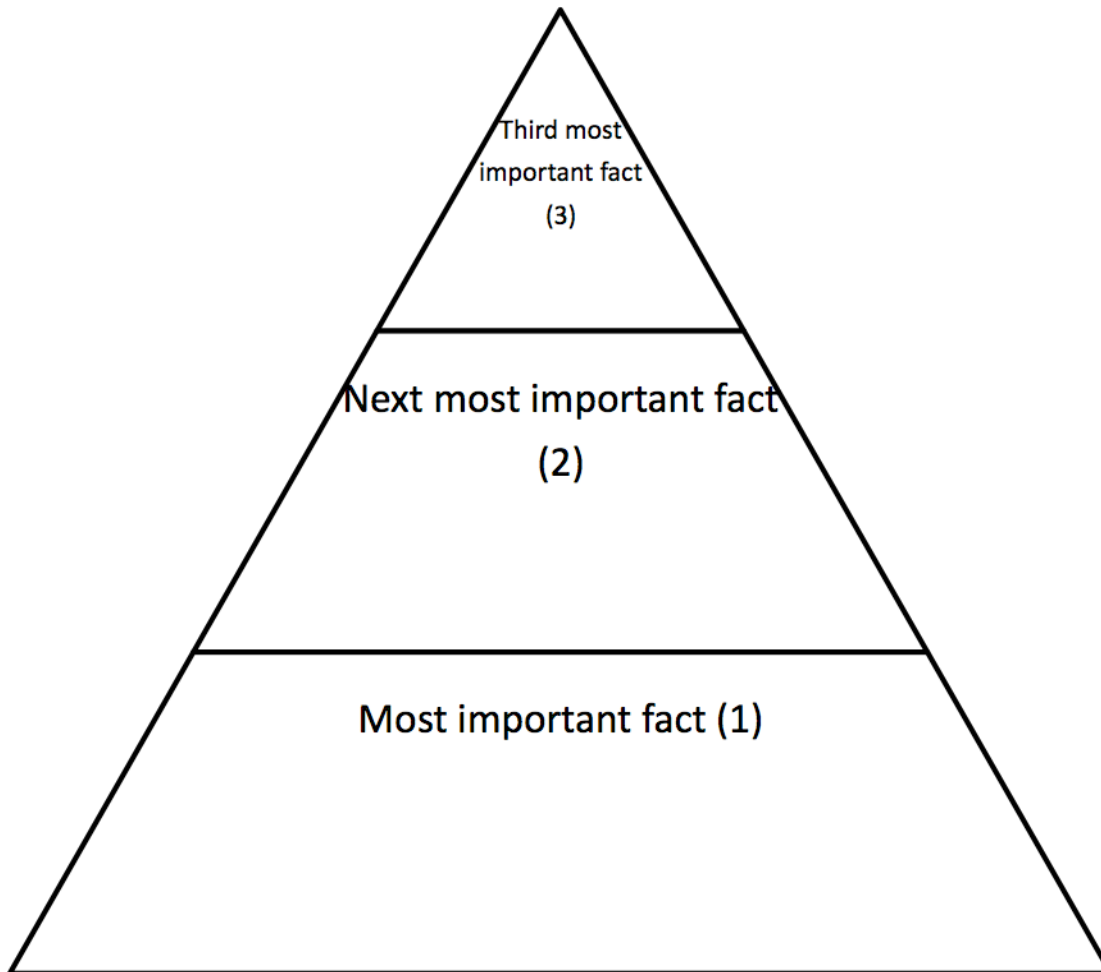 Third most
important fact
(3)
Next most important fact
(2)
Most important fact (1)